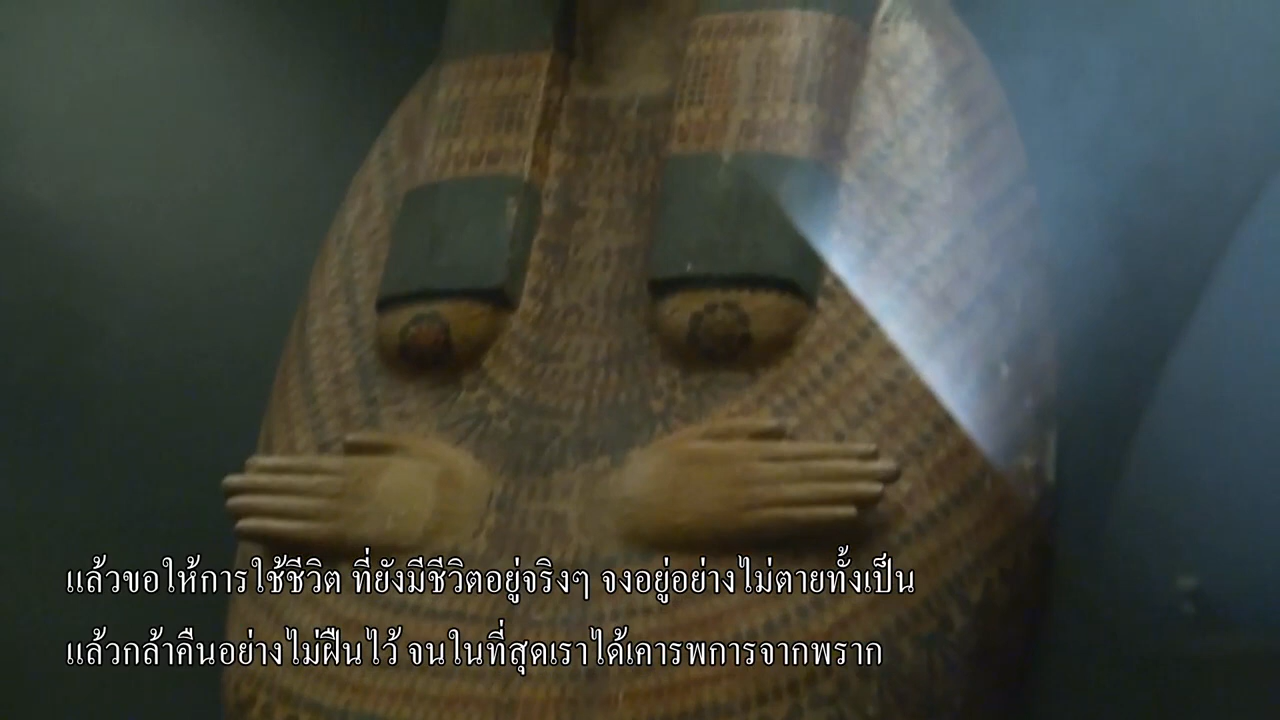 แล้วขอให้การใช้ชีวิต ที่ยังมีชีวิตอยู่จริงๆ จงอยู่อย่างไม่ตายทั้งเป็น
แล้วกล้าคืนอย่างไม่ฝืนไว้ จนในที่สุดเราได้เคารพการจากพราก